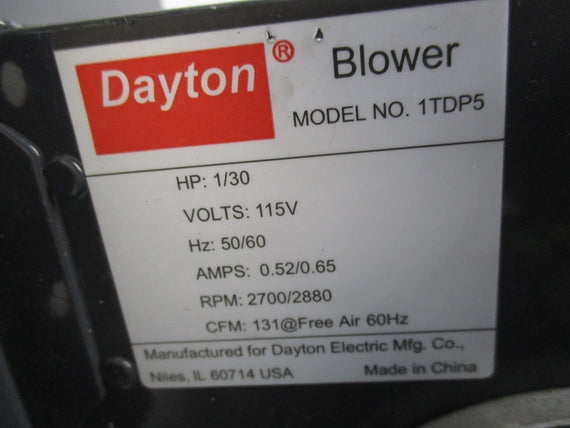 Dayton® Blower
MODEL NO. 1TDP5
HP: 1/30
VOLTS: 115V
Hz: 50/60
AMPS: 0.52/0.65
RPM: 2700/2880
CFM: 131@Free Air 60Hz
Manufactured for Dayton Electric Mfg. Co.,
Niles, IL 60714 USA Made in China